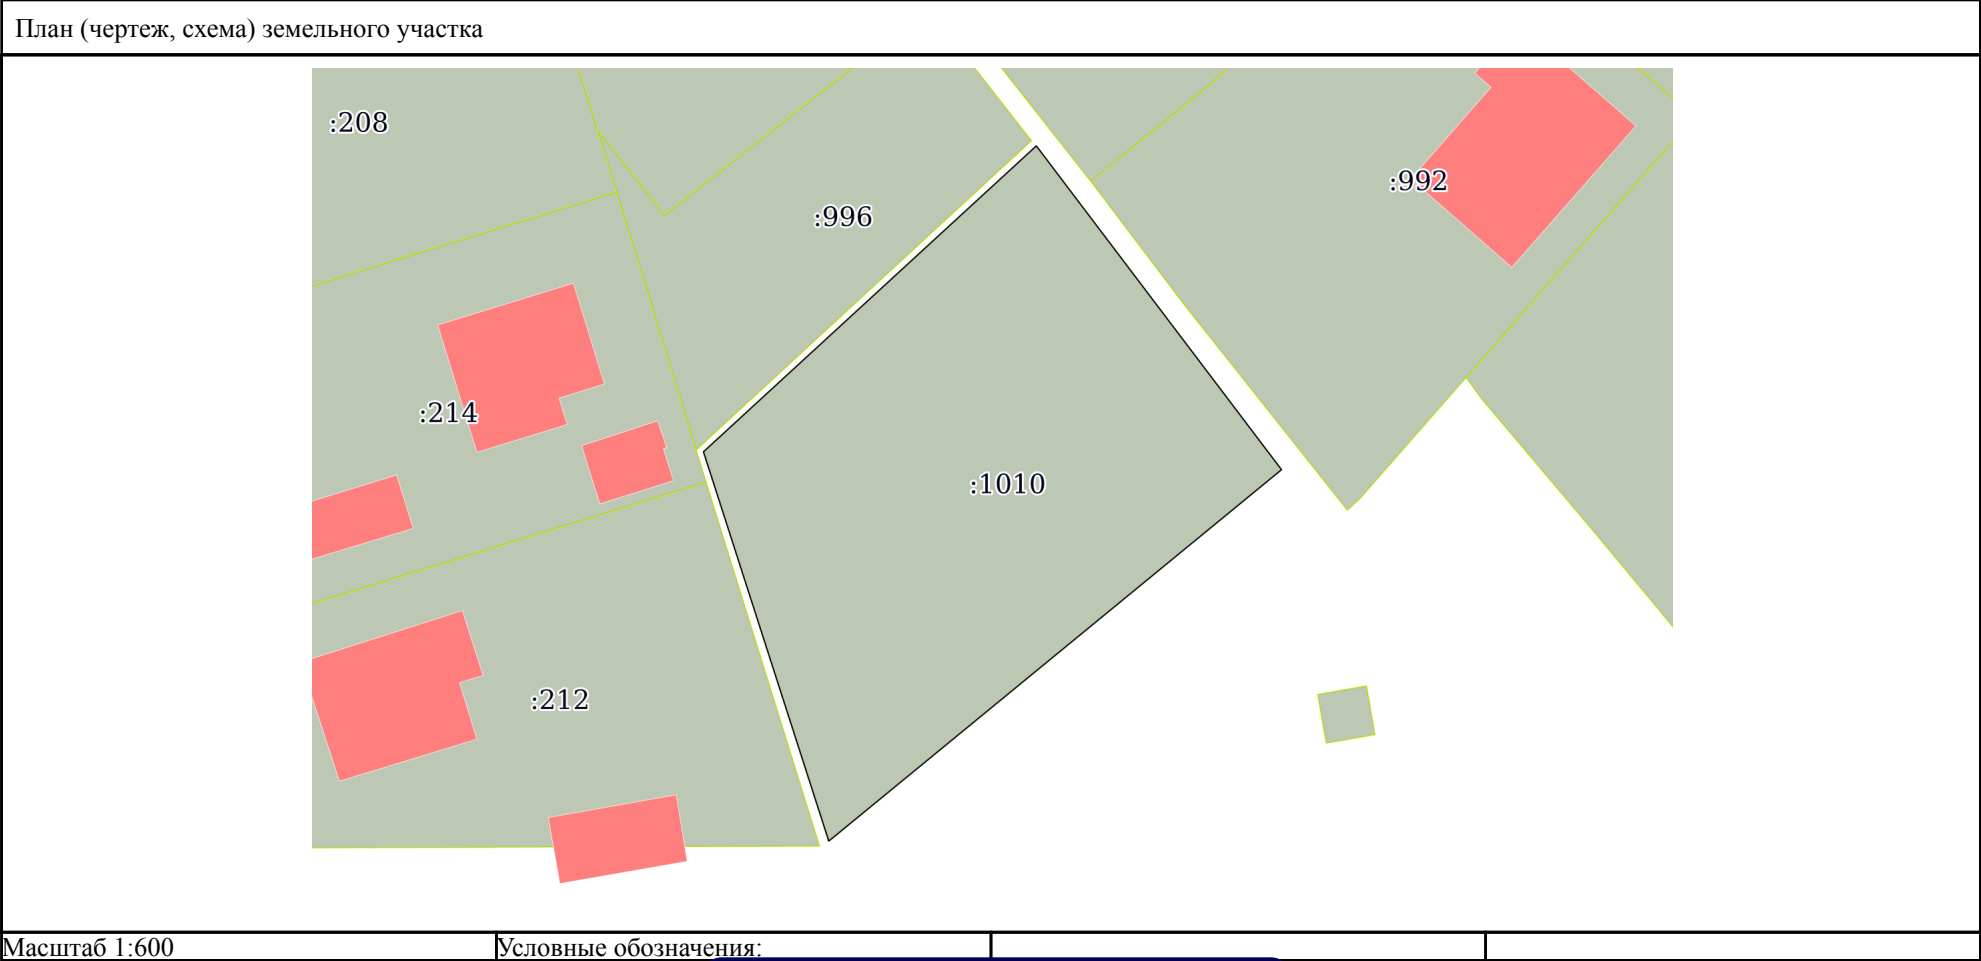 План (чертеж, схема) земельного участка
:208
:992
:996
:214
:1010
:212
Масштаб 1:600
Условные обозначения: